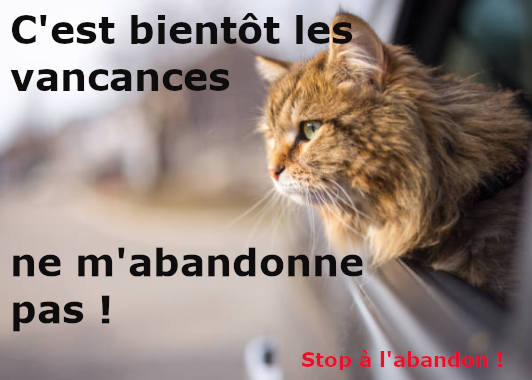 C'est bientôt les
vancances
ne m'abandonne
pas !
Stop à l'abandon !